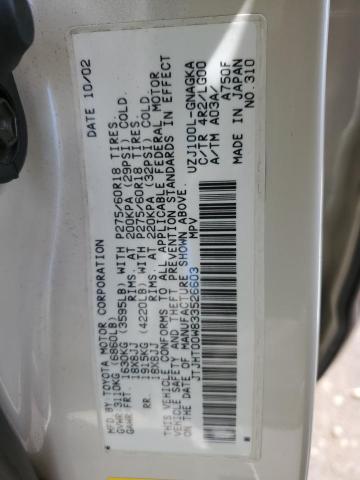 MFD BY: TOYOTA MOTOR CORPORATION DATE: 10/02
GVWR 3110KG (6860LB)
GAWR FRT. 1630KG (3595LB) WITH P275/60R18 TIRES.
18X8JJ RIMS. AT 200KPA (29PSI) COLD.
RR. 1915KG (4220LB) WITH P275/60R18 TIRES.
18X8JJ RIMS. AT 220KPA (32PSI) COLD.
THIS VEHICLE CONFORMS TO ALL APPLICABLE FEDERAL MOTOR
VEHICLE SAFETY AND THEFT PREVENTION STANDARDS IN EFFECT
ON THE DATE OF MANUFACTURE SHOWN ABOVE.
JTJHT00W833526603 MPV
UZJ100L-GNAGKA
C/TR 4R2/LG00
A/TM A03A/
A750F
MADE IN JAPAN
NO.310